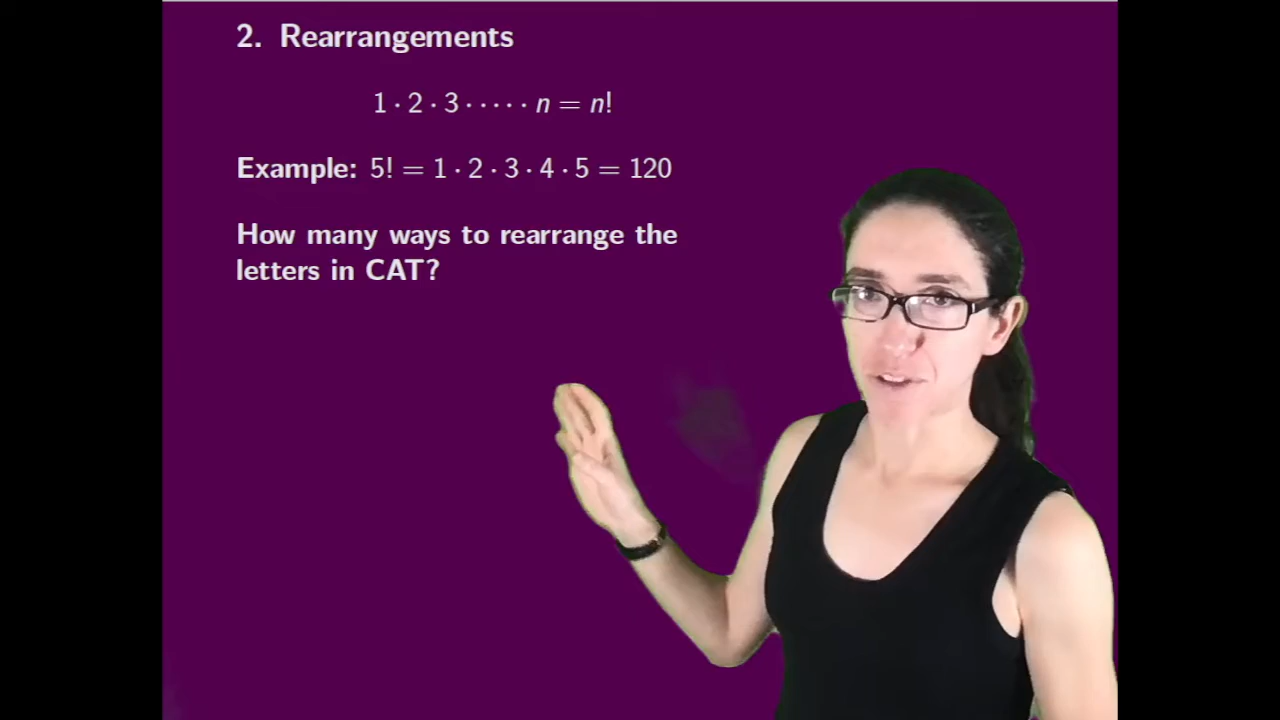 2. Rearrangements
1 · 2 · 3 · · · · · n = n!
Example: 5! = 1 · 2 · 3 · 4 · 5 = 120
How many ways to rearrange the
letters in CAT?